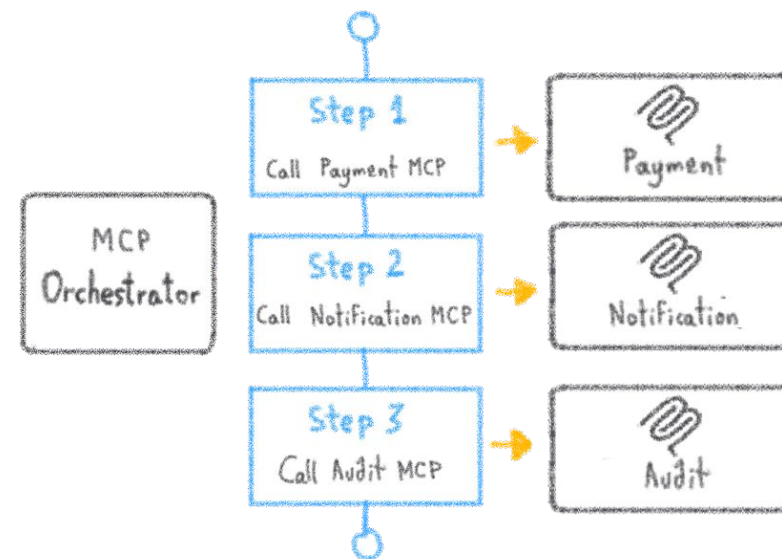 MCP
Orchestrator
Step 1
Call Payment MCP
Payment
Step 2
Call Notification MCP
Notification
Step 3
Call Audit MCP
Audit